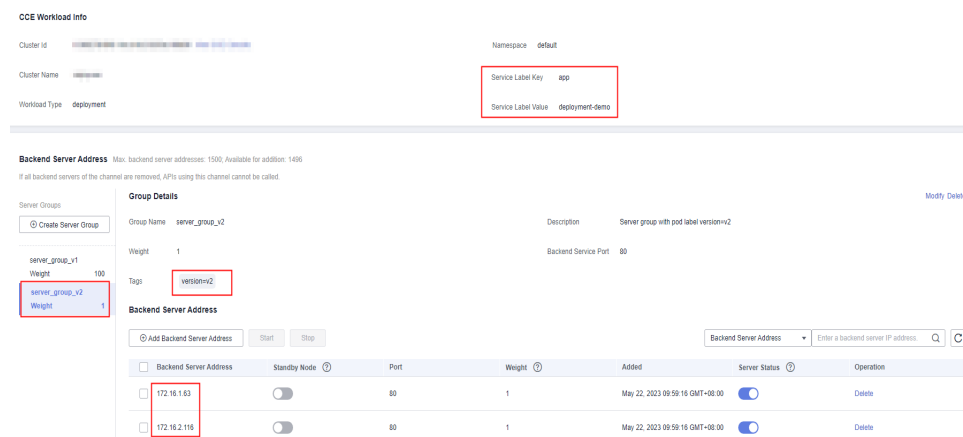 CCE Workload Info
Cluster Id
Namespace default
Cluster Name
Service Label Key app
Workload Type deployment
Service Label Value deployment-demo
Backend Server Address Max. backend server addresses: 1500, Available for addition: 1496
If all backend servers of the channel are removed, APIs using this channel cannot be called.
Server Groups
Create Server Group
server_group_v1
Weight 100
server_group_v2
Weight 1
Group Details
Modify Delete
Group Name server_group_v2
Description Server group with pod label version=v2
Weight 1
Backend Service Port 80
Tags version=v2
Backend Server Address
Add Backend Server Address Start Stop
Backend Server Address Enter a backend server IP address
Backend Server Address Standby Node Port Weight Added Server Status Operation
172.16.1.63 80 1 May 22, 2023 09:59:16 GMT+08:00 Delete
172.16.2.116 80 1 May 22, 2023 09:59:16 GMT+08:00 Delete